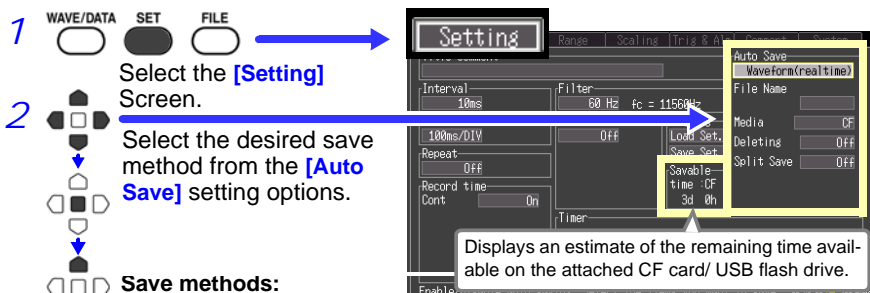 1
WAVE/DATA SET FILE
Select the [Setting]
Screen.
2
Select the desired save
method from the [Auto
Save] setting options.
Save methods:
Setting
Range Scaling Trig & Alm Comment System
Interval
10ms
100ms/DIV
Repeat
Off
Record time
Cont On
Filter
60 Hz fc = 11560Hz
Off
Load Set.
Save Set.
Savable
time :CF
3d 0h
Timer
Auto Save
Waveform(realtime)
File Name
Media CF
Deleting Off
Split Save Off
Displays an estimate of the remaining time avail-
able on the attached CF card/ USB flash drive.
Enable